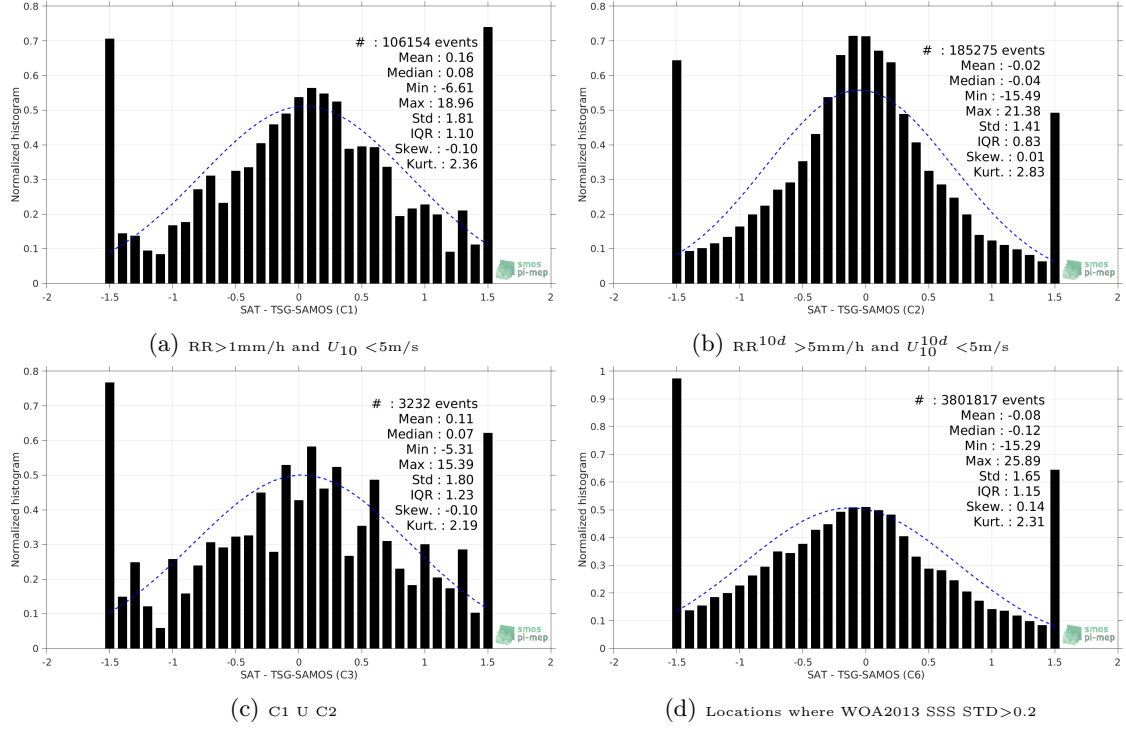 0.8
0.7
0.6
0.5
0.4
0.3
0.2
0.1
0
Normalized histogram
# : 106154 events
Mean : 0.16
Median : 0.08
Min : -6.61
Max : 18.96
Std : 1.81
IQR : 1.10
Skew. : -0.10
Kurt. : 2.36
smos
pi-mep
-2 -1.5 -1 -0.5 0 0.5 1 1.5 2
SAT - TSG-SAMOS (C1)
(a) RR>1mm/h and U10 <5m/s
0.8
0.7
0.6
0.5
0.4
0.3
0.2
0.1
0
Normalized histogram
# : 185275 events
Mean : -0.02
Median : -0.04
Min : -15.49
Max : 21.38
Std : 1.41
IQR : 0.83
Skew. : 0.01
Kurt. : 2.83
smos
pi-mep
-2 -1.5 -1 -0.5 0 0.5 1 1.5 2
SAT - TSG-SAMOS (C2)
(b) RR10d >5mm/h and U10d10 <5m/s
0.8
0.7
0.6
0.5
0.4
0.3
0.2
0.1
0
Normalized histogram
# : 3232 events
Mean : 0.11
Median : 0.07
Min : -5.31
Max : 15.39
Std : 1.80
IQR : 1.23
Skew. : -0.10
Kurt. : 2.19
smos
pi-mep
-2 -1.5 -1 -0.5 0 0.5 1 1.5 2
SAT - TSG-SAMOS (C3)
(c) C1 U C2
1
0.9
0.8
0.7
0.6
0.5
0.4
0.3
0.2
0.1
0
Normalized histogram
# : 3801817 events
Mean : -0.08
Median : -0.12
Min : -15.29
Max : 25.89
Std : 1.65
IQR : 1.15
Skew. : 0.14
Kurt. : 2.31
smos
pi-mep
-2 -1.5 -1 -0.5 0 0.5 1 1.5 2
SAT - TSG-SAMOS (C6)
(d) Locations where WOA2013 SSS STD>0.2